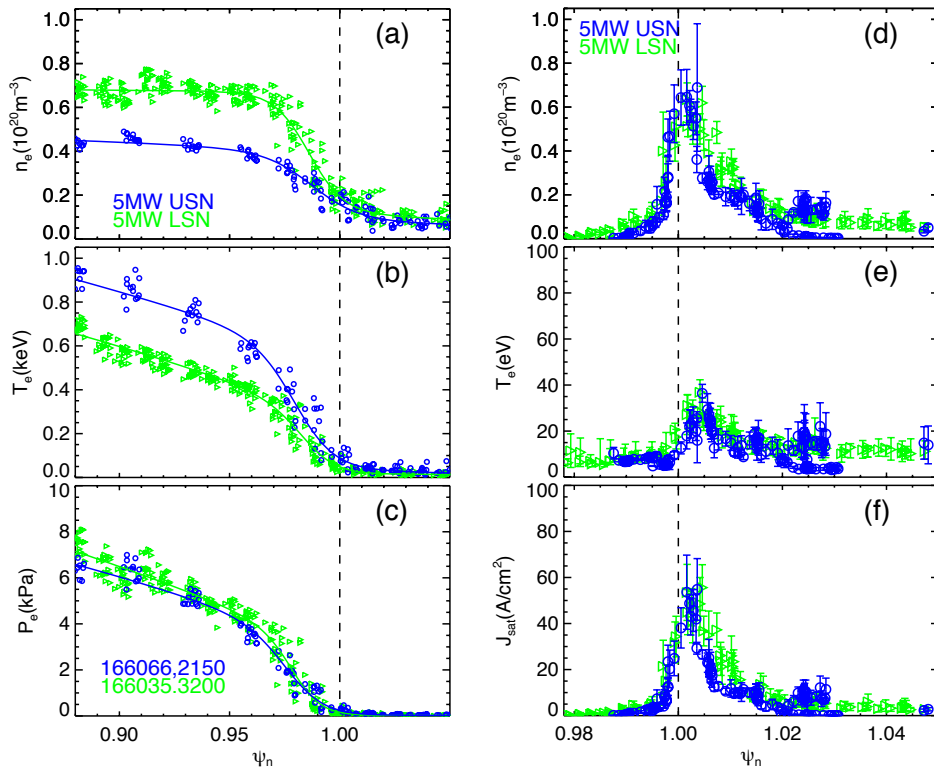 (a)
1.0
0.8
0.6
0.4
0.2
0.0
nₑ(10²⁰m⁻³)
5MW USN
5MW LSN
(b)
1.0
0.8
0.6
0.4
0.2
0.0
Tₑ(keV)
(c)
10
8
6
4
2
0
Pₑ(kPa)
166066,2150
166035.3200
0.90 0.95 1.00
ψₙ
5MW USN
5MW LSN
(d)
1.0
0.8
0.6
0.4
0.2
0.0
nₑ(10²⁰m⁻³)
(e)
100
80
60
40
20
0
Tₑ(eV)
(f)
100
80
60
40
20
0
J_sat(A/cm²)
0.98 1.00 1.02 1.04
ψₙ